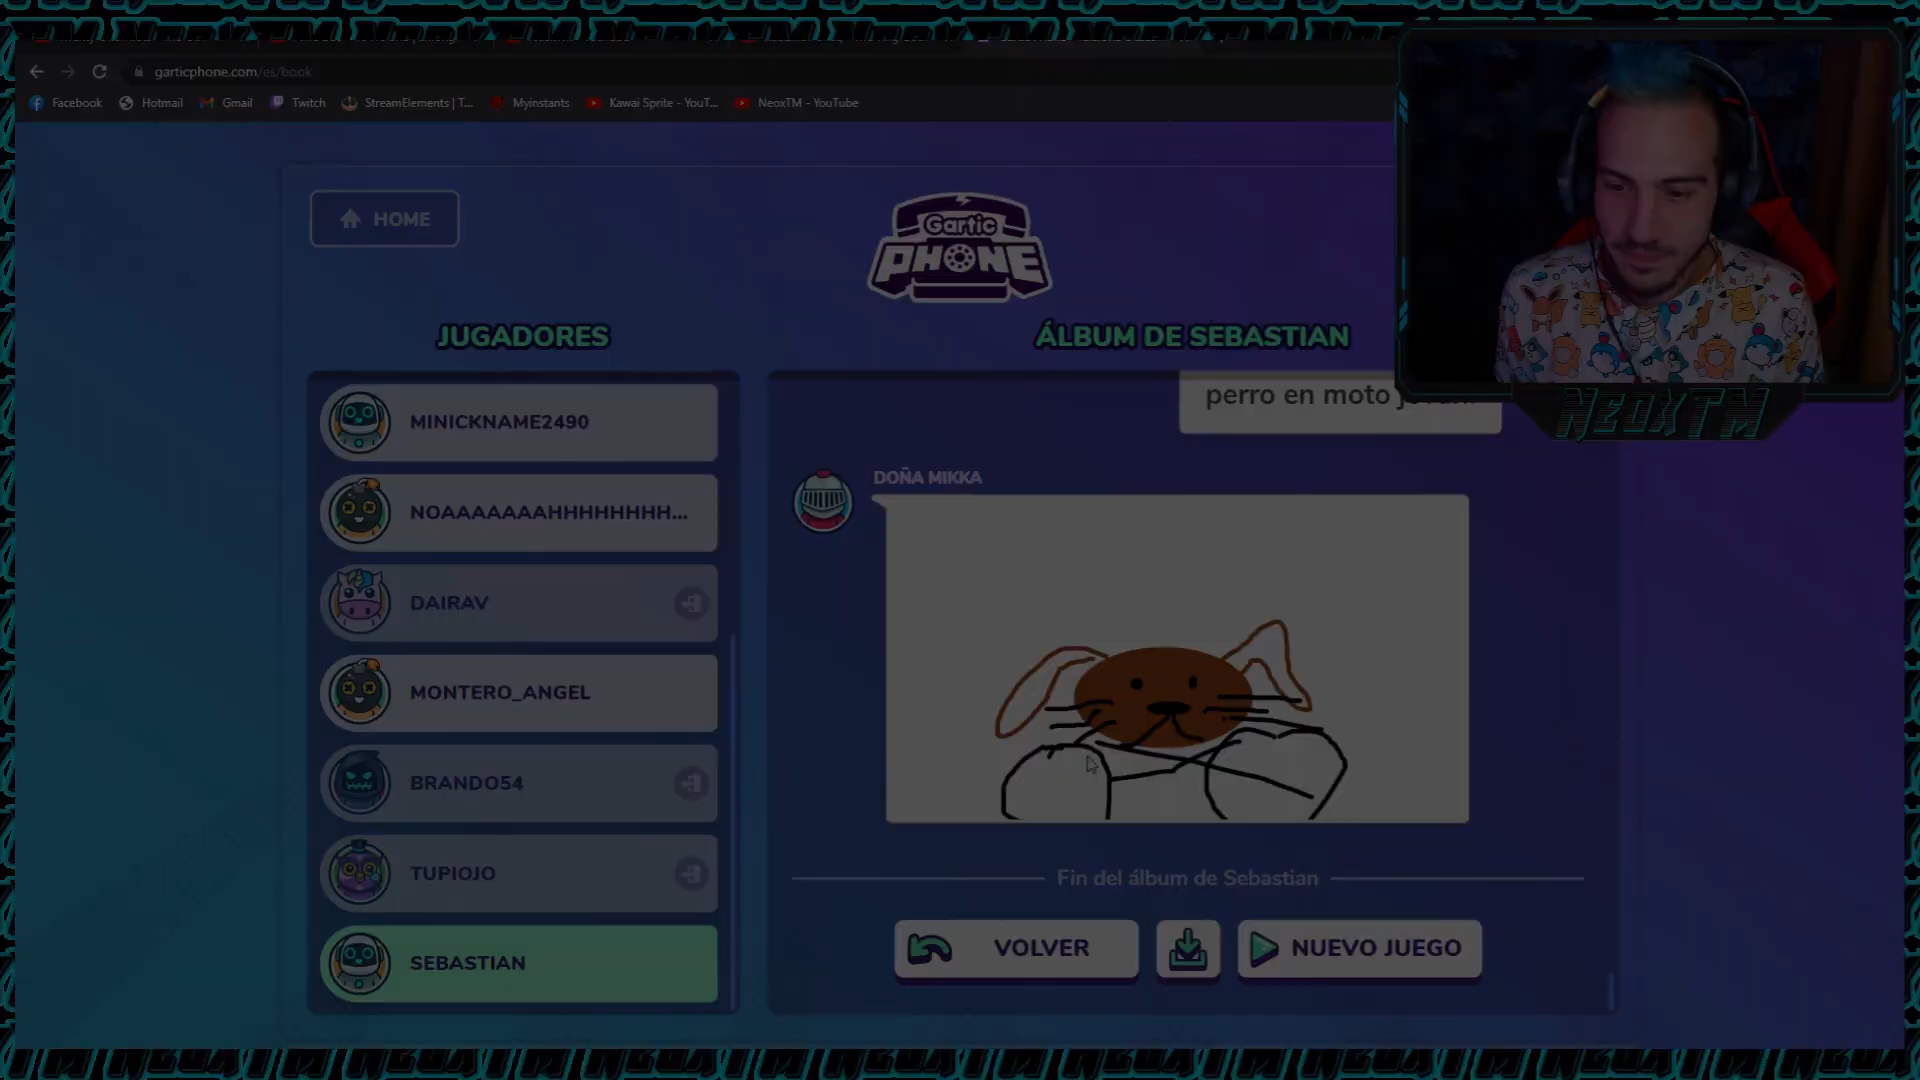 garticphone.com/es/book
Facebook
Hotmail
Gmail
Twitch
StreamElements | T...
Myinstants
Kawai Sprite - YouT...
NeoxTM - YouTube
HOME
Gartic
PHONE
JUGADORES
ÁLBUM DE SEBASTIAN
MINICKNAME2490
NOAAAAAAAHHHHHHHH...
DAIRAV
MONTERO_ANGEL
BRANDO54
TUPIOJO
SEBASTIAN
perro en moto
DOÑA MIKKA
Fin del álbum de Sebastian
VOLVER
NUEVO JUEGO
NEOXTM